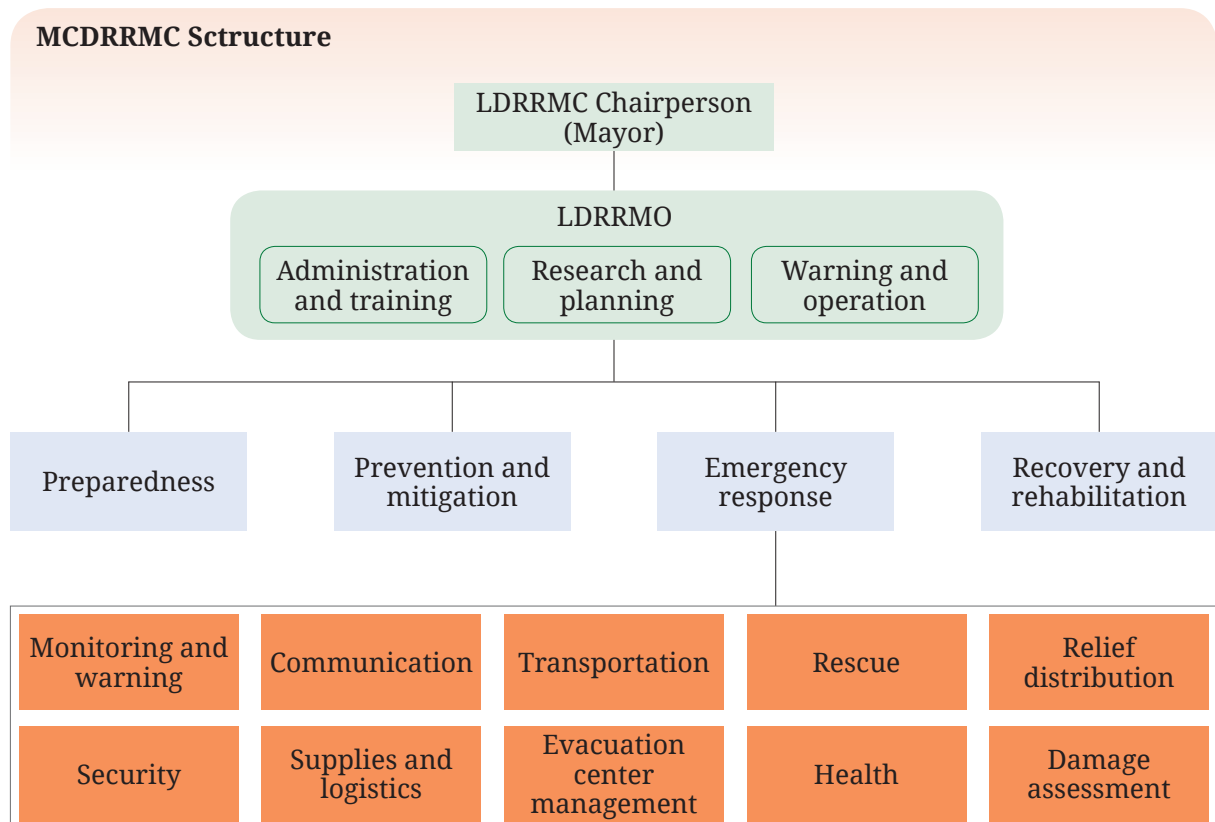 MCDRRMC Sctructure
LDRRMC Chairperson
(Mayor)
LDRRMO
Administration
and training
Research and
planning
Warning and
operation
Preparedness
Prevention and
mitigation
Emergency
response
Recovery and
rehabilitation
Monitoring and
warning
Communication
Transportation
Rescue
Relief
distribution
Security
Supplies and
logistics
Evacuation
center
management
Health
Damage
assessment